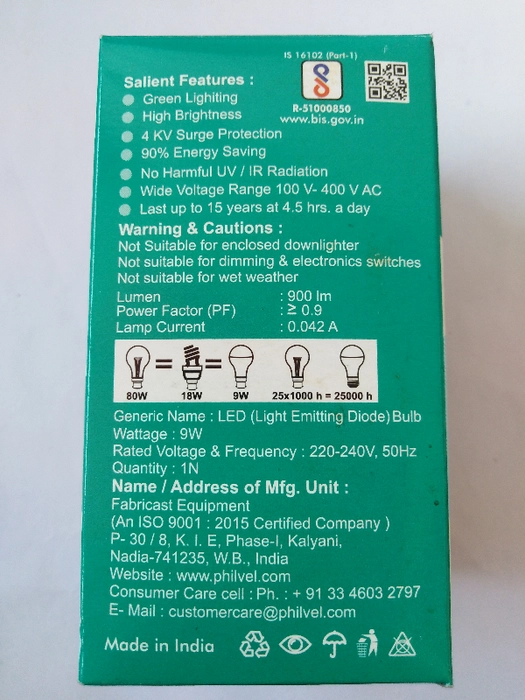 IS 16102 (Part-1)
R-51000850
www.bis.gov.in
Salient Features :
Green Lighiting
High Brightness
4 KV Surge Protection
90% Energy Saving
No Harmful UV / IR Radiation
Wide Voltage Range 100 V- 400 V AC
Last up to 15 years at 4.5 hrs. a day
Warning & Cautions :
Not Suitable for enclosed downlighter
Not suitable for dimming & electronics switches
Not suitable for wet weather
Lumen : 900 lm
Power Factor (PF) : ≥ 0.9
Lamp Current : 0.042 A
80W = 18W = 9W 25x1000 h = 25000 h
Generic Name : LED (Light Emitting Diode) Bulb
Wattage : 9W
Rated Voltage & Frequency : 220-240V, 50Hz
Quantity : 1N
Name / Address of Mfg. Unit :
Fabricast Equipment
(An ISO 9001 : 2015 Certified Company )
P- 30 / 8, K. I. E, Phase-I, Kalyani,
Nadia-741235, W.B., India
Website : www.philvel.com
Consumer Care cell : Ph. : + 91 33 4603 2797
E- Mail : customercare@philvel.com
Made in India